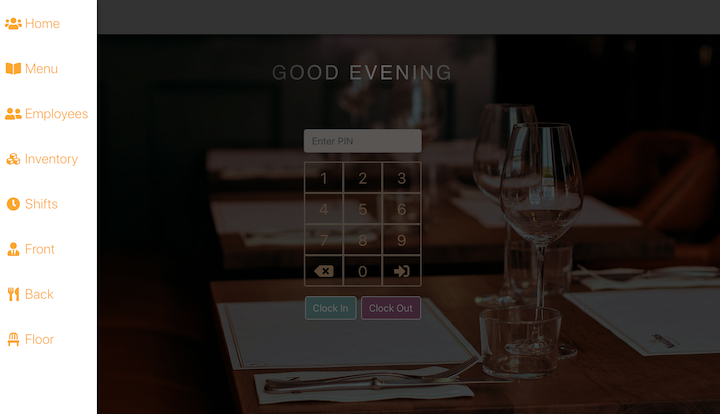 Home
Menu
Employees
Inventory
Shifts
Front
Back
Floor
GOOD EVENING
Enter PIN
1 2 3
4 5 6
7 8 9
0
Clock In Clock Out